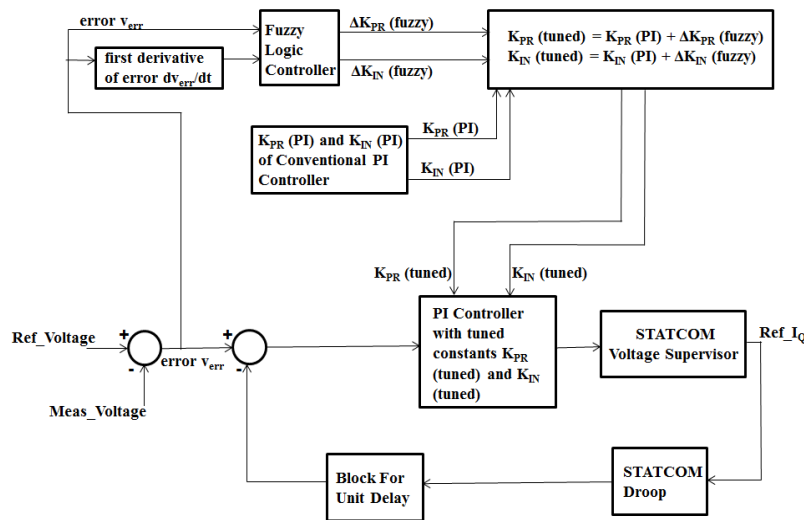 error v_err
first derivative
of error dv_err/dt
Fuzzy
Logic
Controller
ΔK_PR (fuzzy)
ΔK_IN (fuzzy)
K_PR (tuned) = K_PR (PI) + ΔK_PR (fuzzy)
K_IN (tuned) = K_IN (PI) + ΔK_IN (fuzzy)
K_PR (PI) and K_IN (PI)
of Conventional PI
Controller
K_PR (PI)
K_IN (PI)
K_PR (tuned)
K_IN (tuned)
Ref_Voltage
+
-
Meas_Voltage
error v_err
+
-
PI Controller
with tuned
constants K_PR
(tuned) and K_IN
(tuned)
STATCOM
Voltage Supervisor
Ref_I_Q
STATCOM
Droop
Block For
Unit Delay